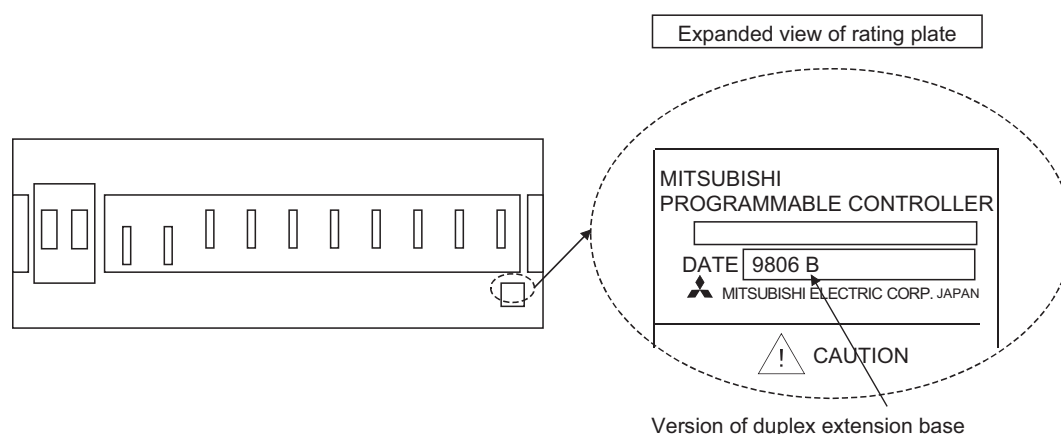 Expanded view of rating plate
MITSUBISHI
PROGRAMMABLE CONTROLLER
DATE 9806 B
MITSUBISHI ELECTRIC CORP. JAPAN
! CAUTION
Version of duplex extension base